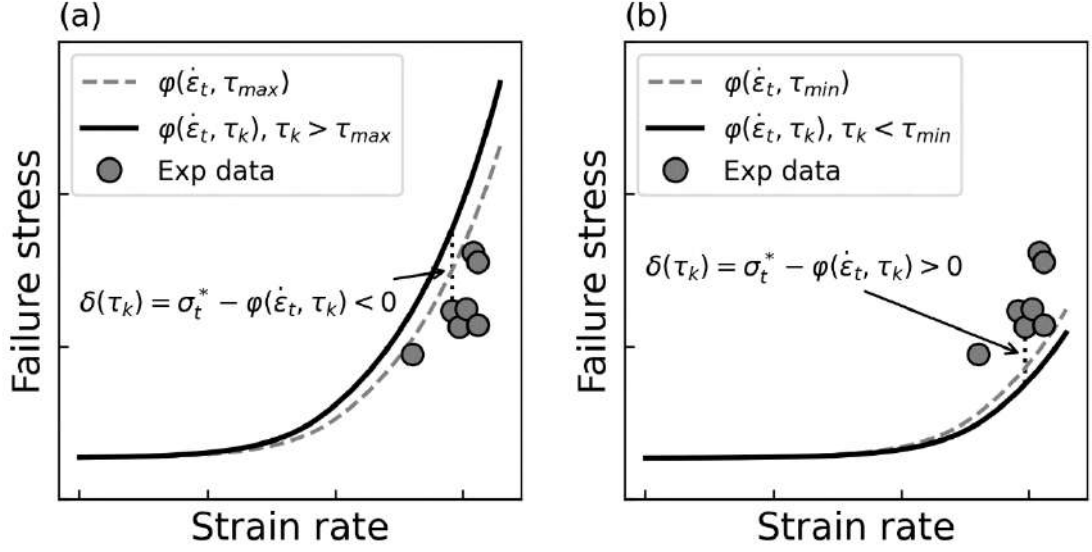 (a)
φ(ε̇ₜ, τₘₐₓ)
φ(ε̇ₜ, τₖ), τₖ > τₘₐₓ
Exp data
δ(τₖ) = σₜ* − φ(ε̇ₜ, τₖ) < 0
Failure stress
Strain rate
(b)
φ(ε̇ₜ, τₘᵢₙ)
φ(ε̇ₜ, τₖ), τₖ < τₘᵢₙ
Exp data
δ(τₖ) = σₜ* − φ(ε̇ₜ, τₖ) > 0
Failure stress
Strain rate